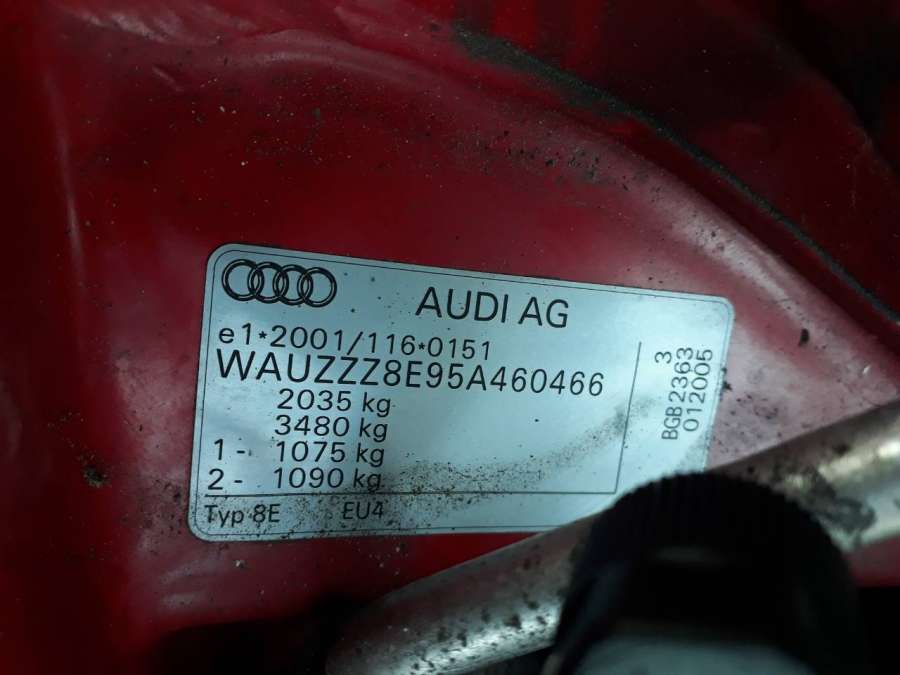 AUDI AG
e1*2001/116*0151
WAUZZZ8E95A460466
2035 kg
3480 kg
1- 1075 kg
2- 1090 kg
Typ 8E EU4
3
BGB2363
012005